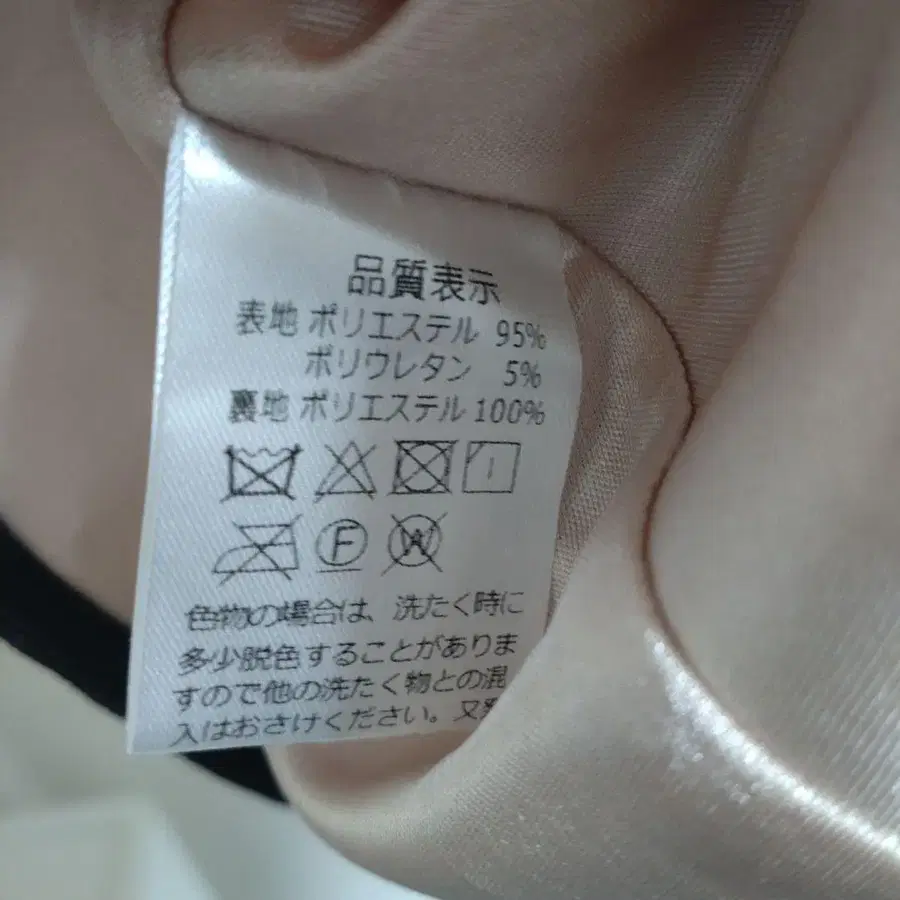 品質表示
表地 ポリエステル 95%
ポリウレタン 5%
裏地 ポリエステル 100%
F W
色物の場合は、洗たく時に
多少脱色することがありま
すので他の洗たく物との混
入はおさけください。又